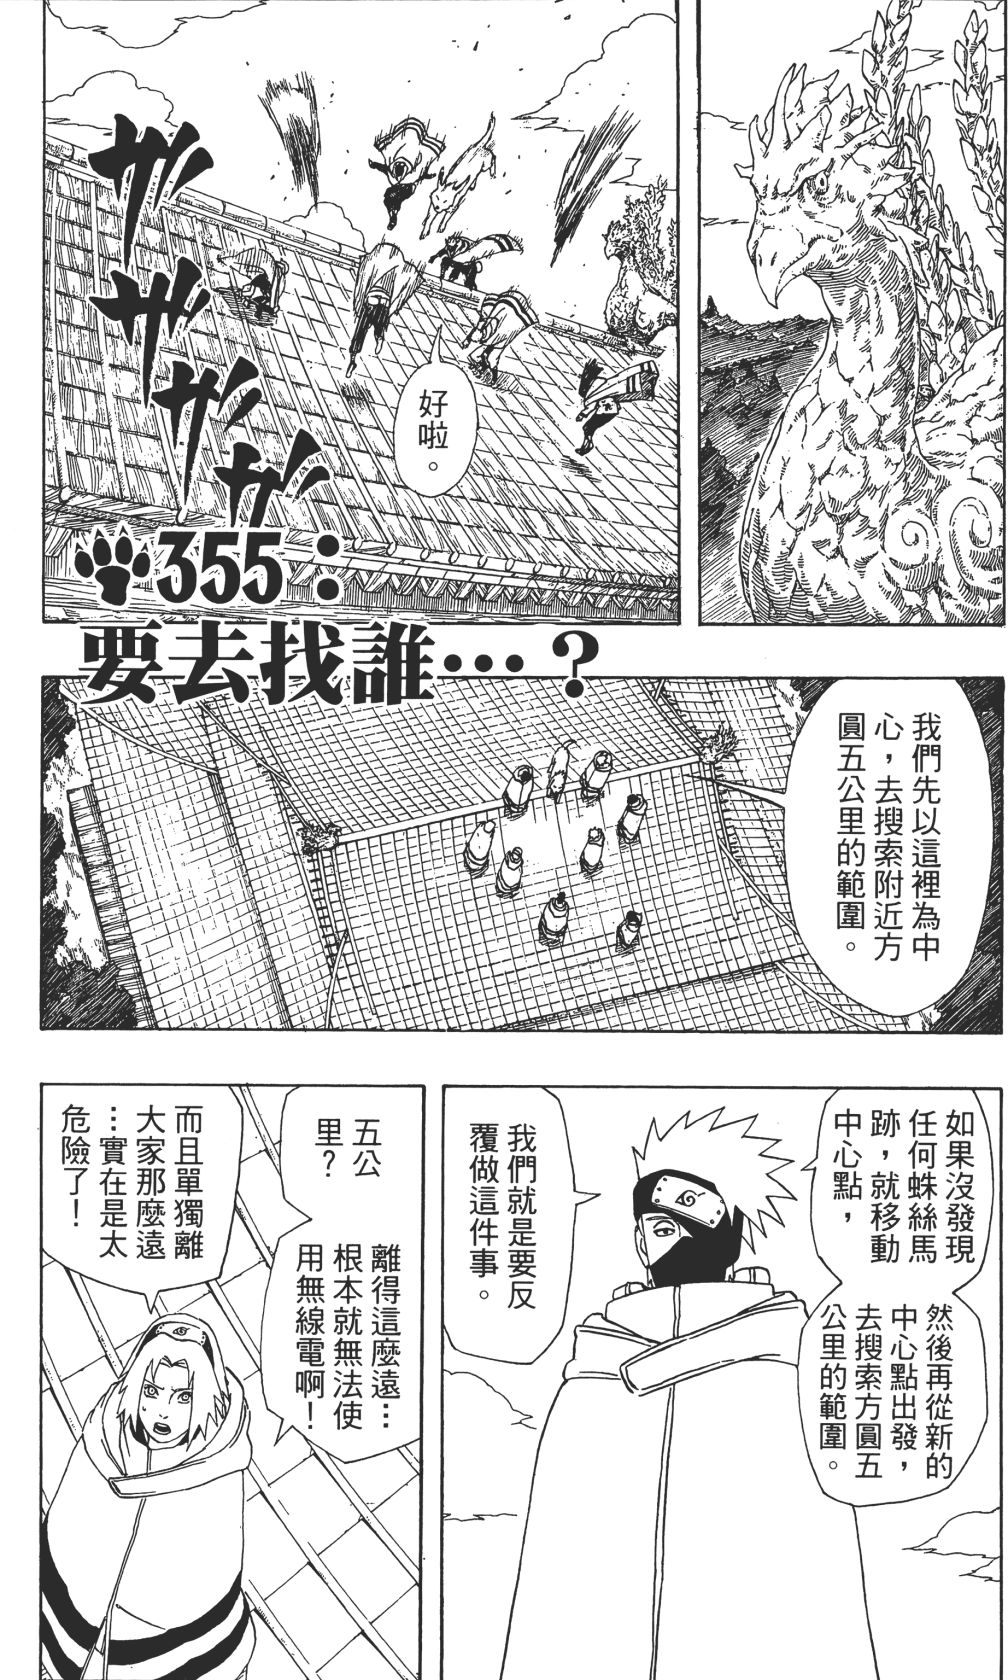 ザッ
ザザ
ザッ
ザッ
好啦。
355：
要去找誰…？
我們先以這裡為中
心，去搜索附近方
圓五公里的範圍。
如果沒發現
任何蛛絲馬
跡，就移動
中心點，
然後再從新的
中心點出發，
去搜索方圓五
公里的範圍。
我們就是要反
覆做這件事。
五公
里？
離得這麼遠…
根本就無法使
用無線電啊！
而且單獨離
大家那麼遠
…實在是太
危險了！